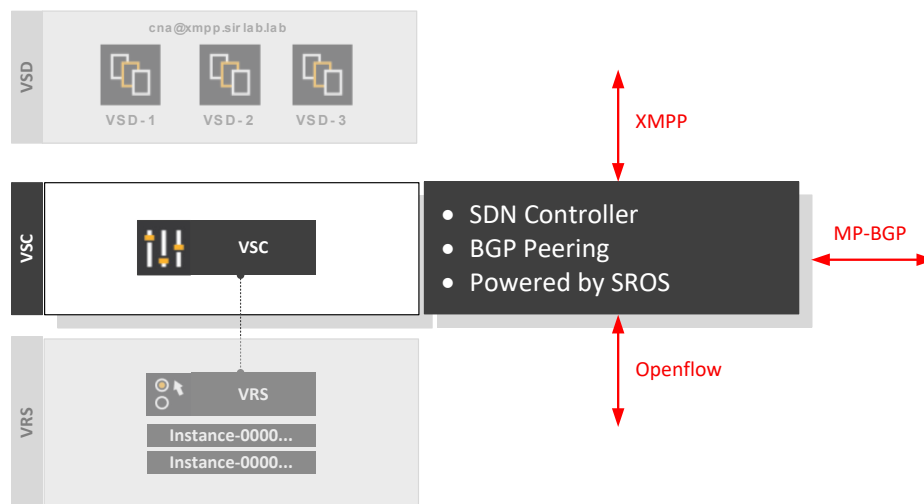 VSD
cna@xmpp.sirlab.lab
VSD-1
VSD-2
VSD-3
XMPP
VSC
VSC
• SDN Controller
• BGP Peering
• Powered by SROS
MP-BGP
Openflow
VRS
VRS
Instance-0000...
Instance-0000...